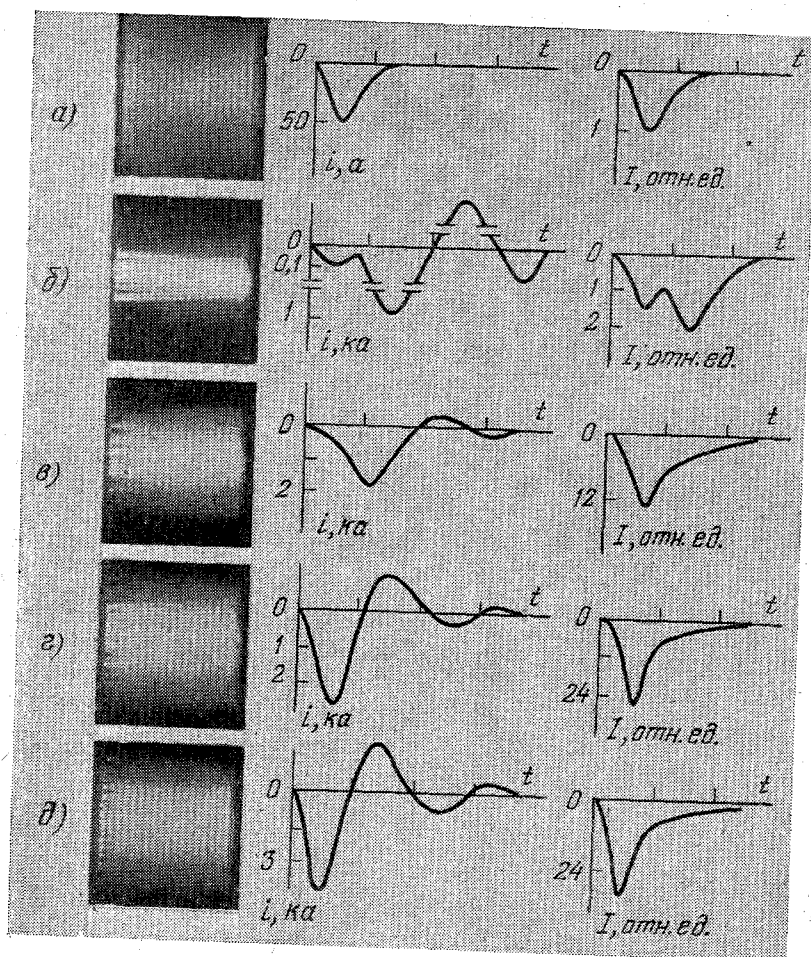 а)
0
t
50
i, а
0
t
1
I, отн. ед.
б)
0
0,1
t
1
i, ка
0
t
1
2
I, отн. ед.
в)
0
t
2
i, ка
0
t
12
I, отн. ед.
г)
0
t
1
2
i, ка
0
t
24
I, отн. ед.
д)
0
t
3
i, ка
0
t
24
I, отн. ед.